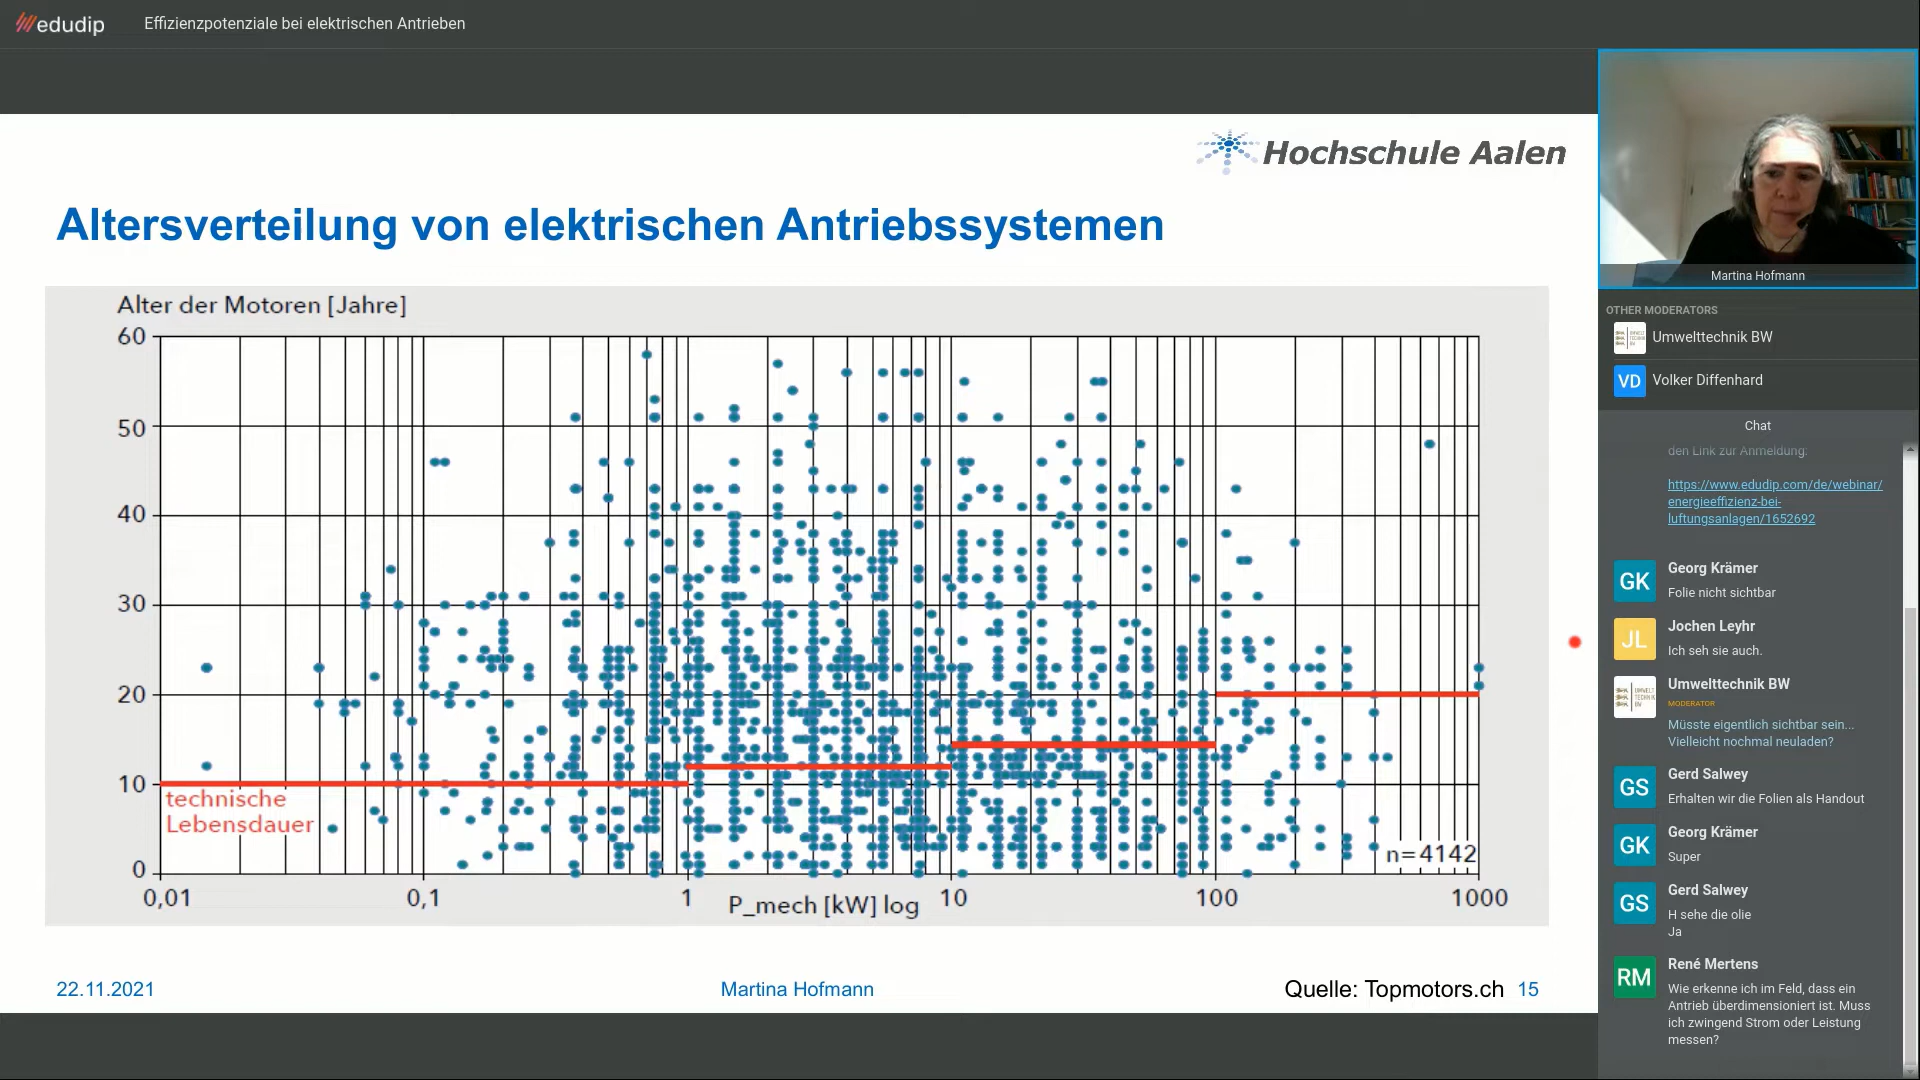 edudip
Effizienzpotenziale bei elektrischen Antrieben
Hochschule Aalen
Altersverteilung von elektrischen Antriebssystemen
Alter der Motoren [Jahre]
60
50
40
30
20
10
0
technische
Lebensdauer
n=4142
0,01
0,1
1
10
100
1000
P_mech [kW] log
22.11.2021
Martina Hofmann
Quelle: Topmotors.ch
15
Martina Hofmann
OTHER MODERATORS
Umwelttechnik BW
VD
Volker Diffenhard
Chat
den Link zur Anmeldung:
https://www.edudip.com/de/webinar/
energieeffizienz-bei-
luftungsanlagen/1652692
GK
Georg Krämer
Folie nicht sichtbar
JL
Jochen Leyhr
Ich seh sie auch.
Umwelttechnik BW
MODERATOR
Müsste eigentlich sichtbar sein...
Vielleicht nochmal neuladen?
GS
Gerd Salwey
Erhalten wir die Folien als Handout
GK
Georg Krämer
Super
GS
Gerd Salwey
H sehe die olie
Ja
RM
René Mertens
Wie erkenne ich im Feld, dass ein
Antrieb überdimensioniert ist. Muss
ich zwingend Strom oder Leistung
messen?